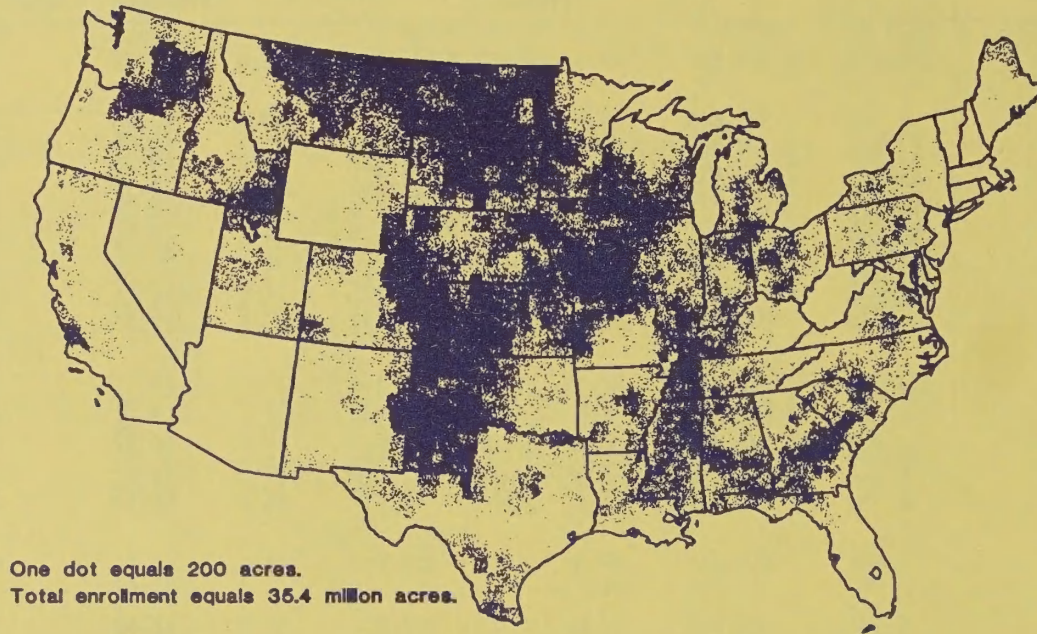 One dot equals 200 acres.
Total enrollment equals 35.4 million acres.